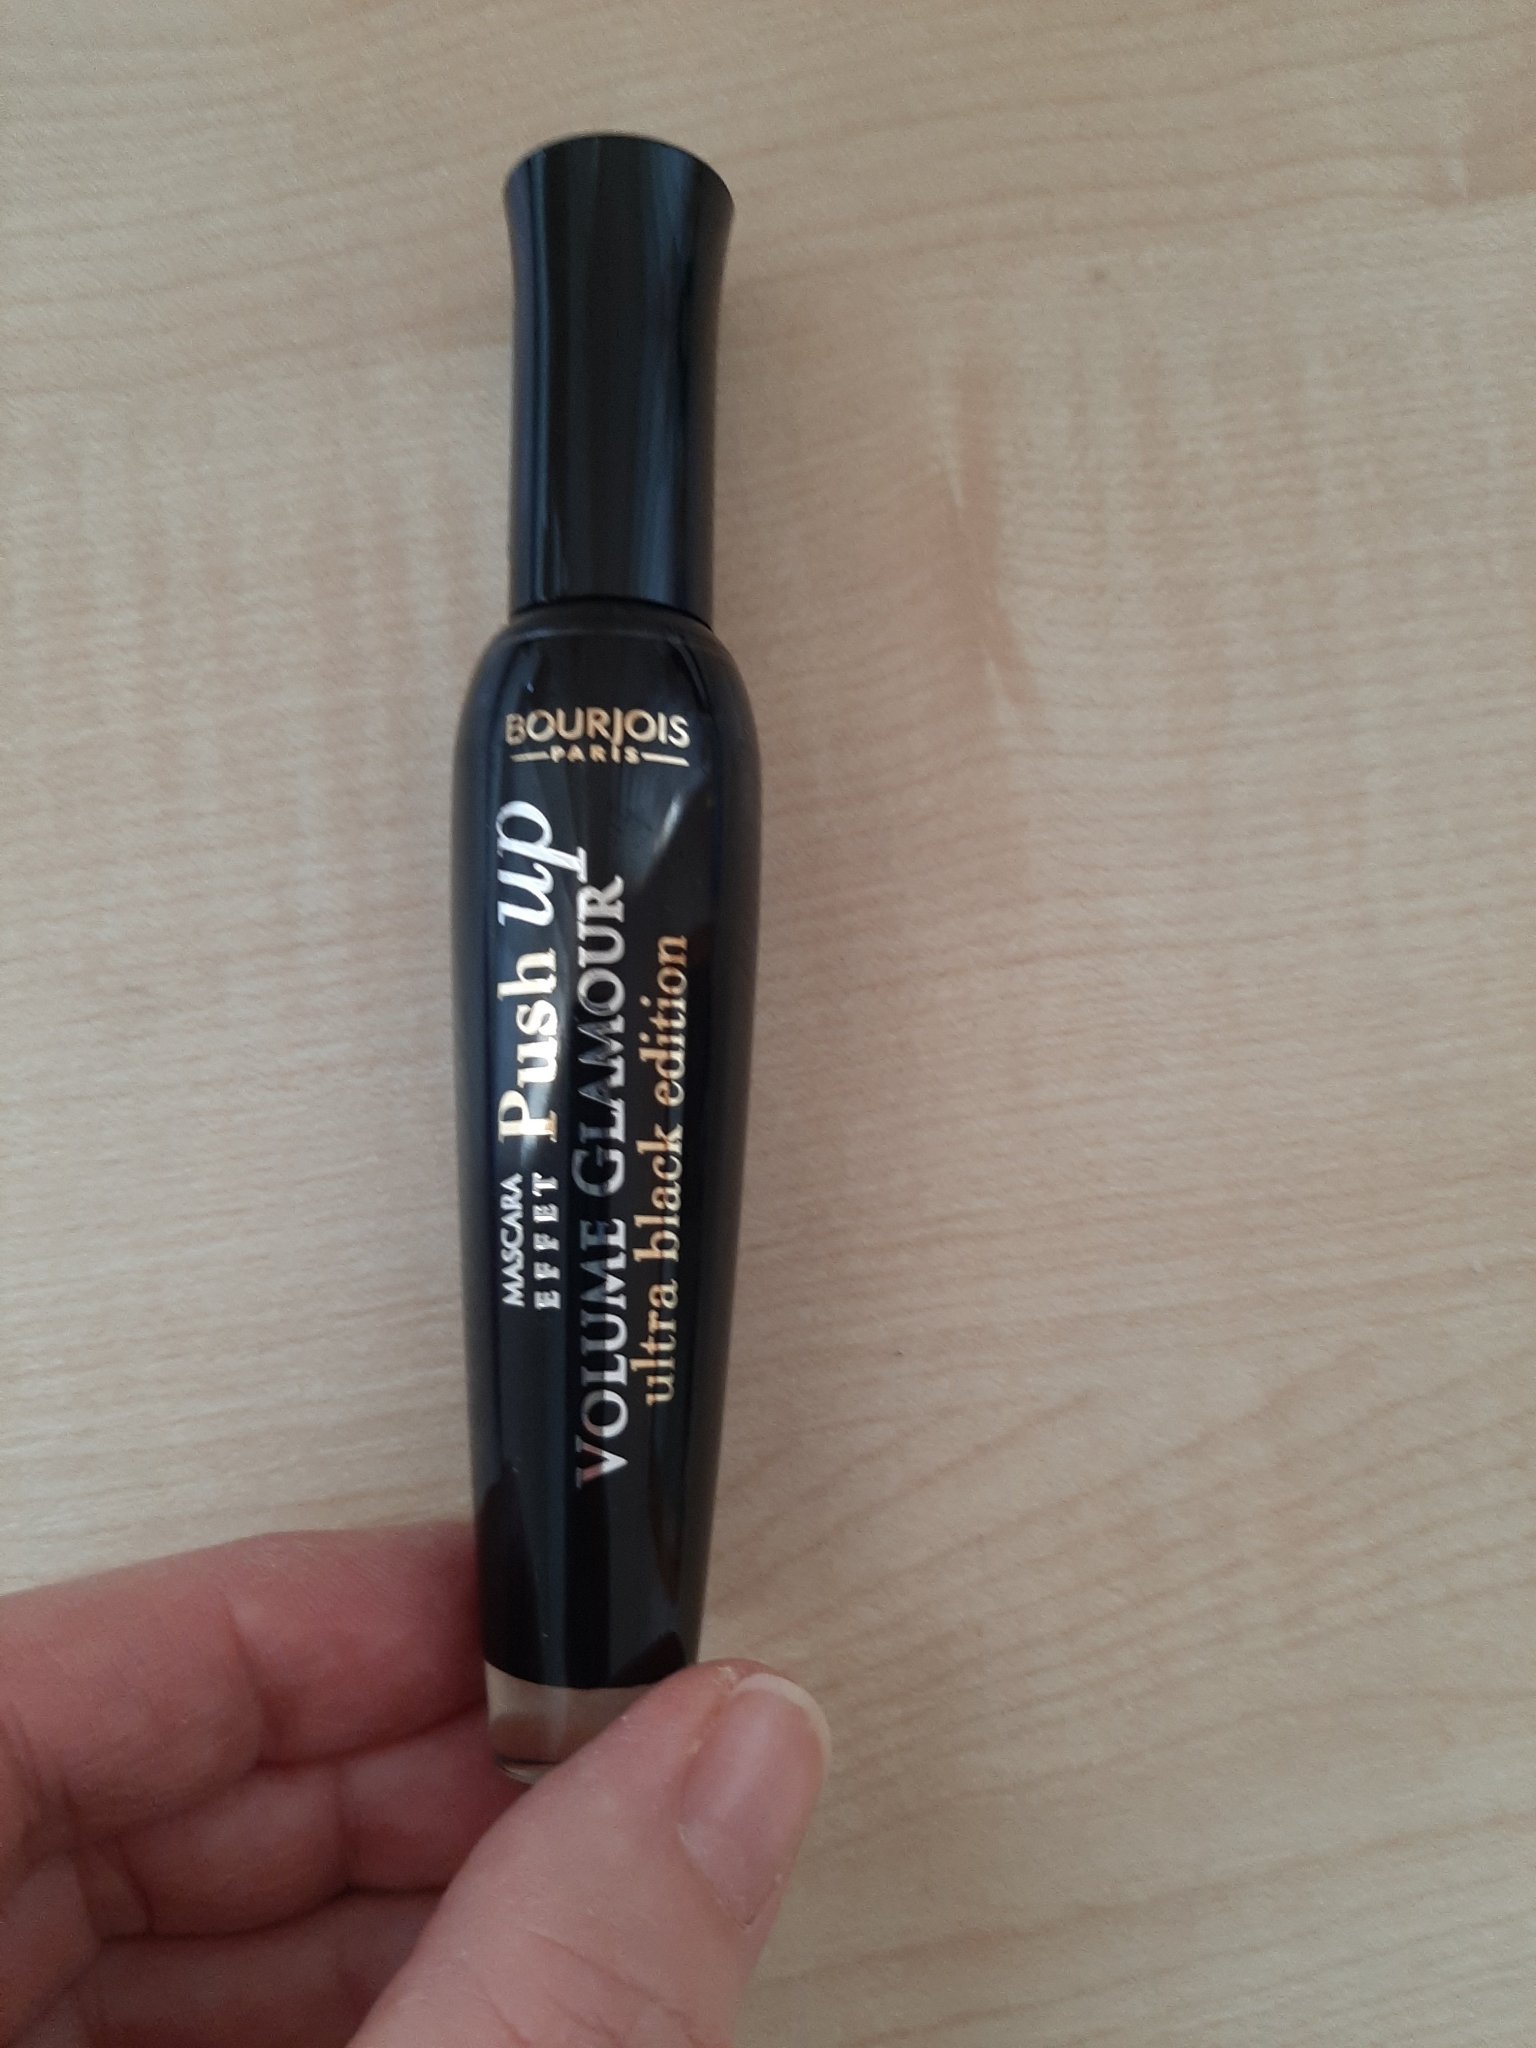 BOURJOIS
PARIS
MASCARA
EFFET Push up
VOLUME GLAMOUR
ultra black edition